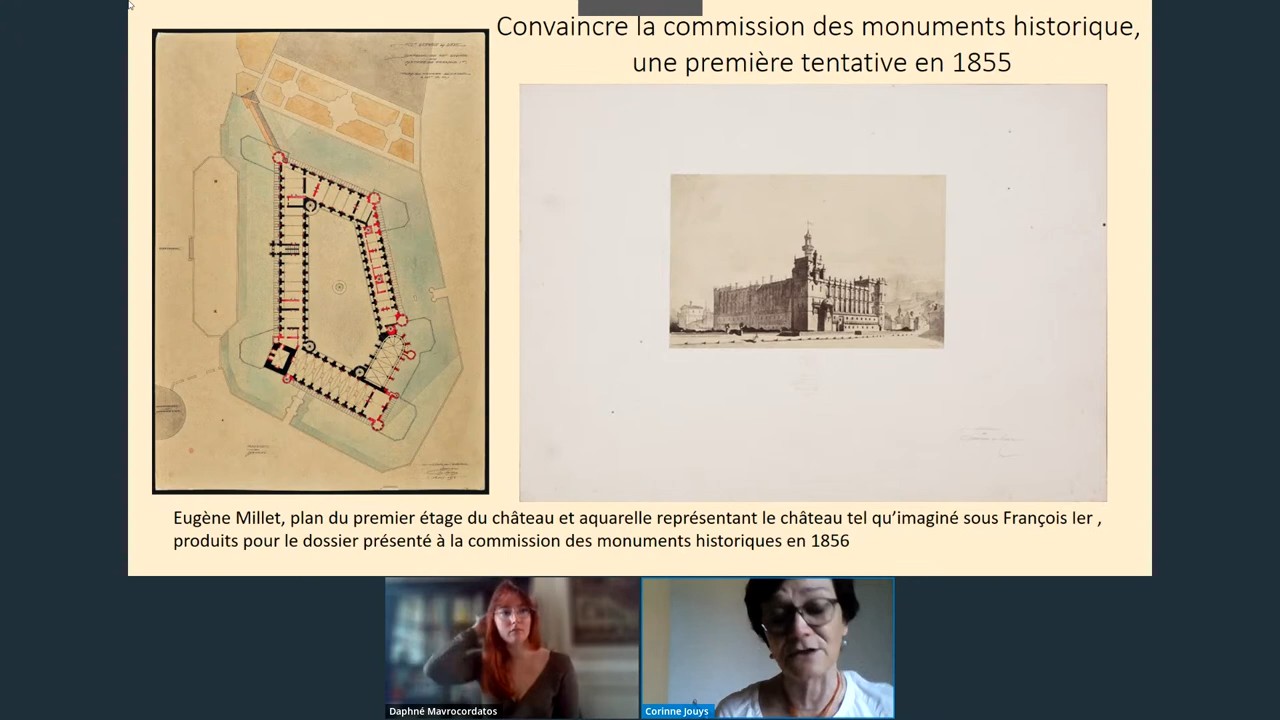 Convaincre la commission des monuments historique,
une première tentative en 1855
Eugène Millet, plan du premier étage du château et aquarelle représentant le château tel qu’imaginé sous François Ier ,
produits pour le dossier présenté à la commission des monuments historiques en 1856
Daphné Mavrocordatos
Corinne Jouys